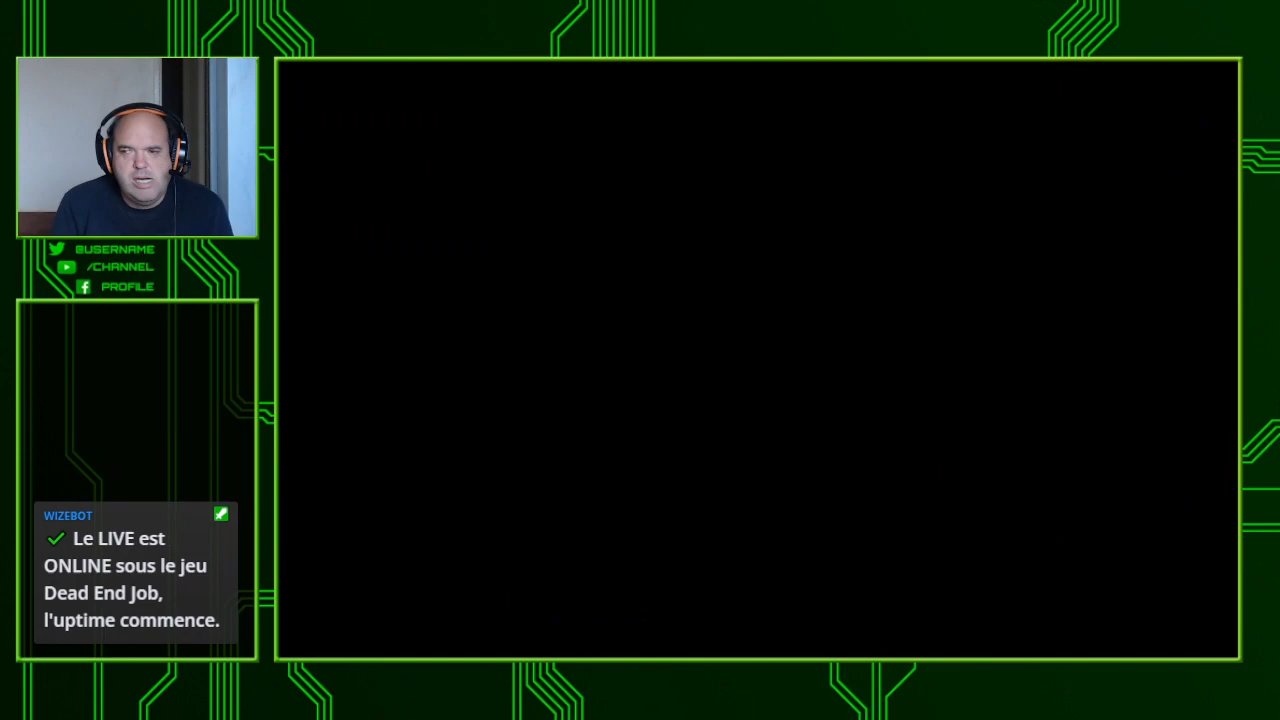 @USERNAME
/CHANNEL
PROFILE
WIZEBOT
Le LIVE est
ONLINE sous le jeu
Dead End Job,
l'uptime commence.